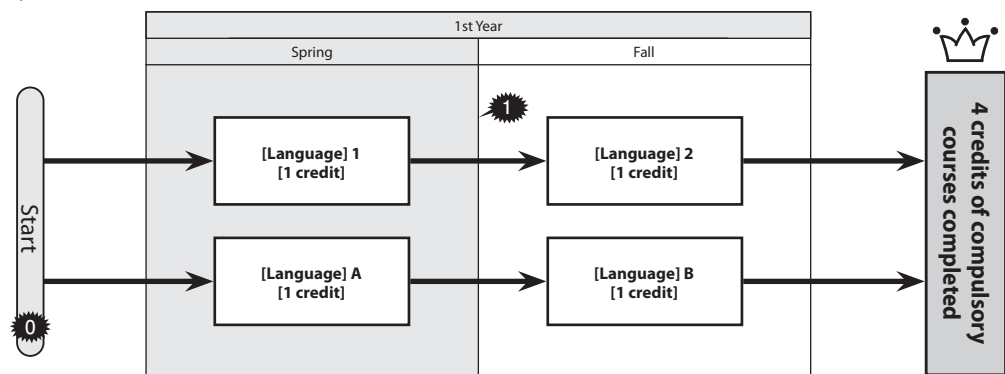 1st Year
Spring
Fall
1
[Language] 1
[1 credit]
[Language] 2
[1 credit]
Start
[Language] A
[1 credit]
[Language] B
[1 credit]
0
4 credits of compulsory
courses completed